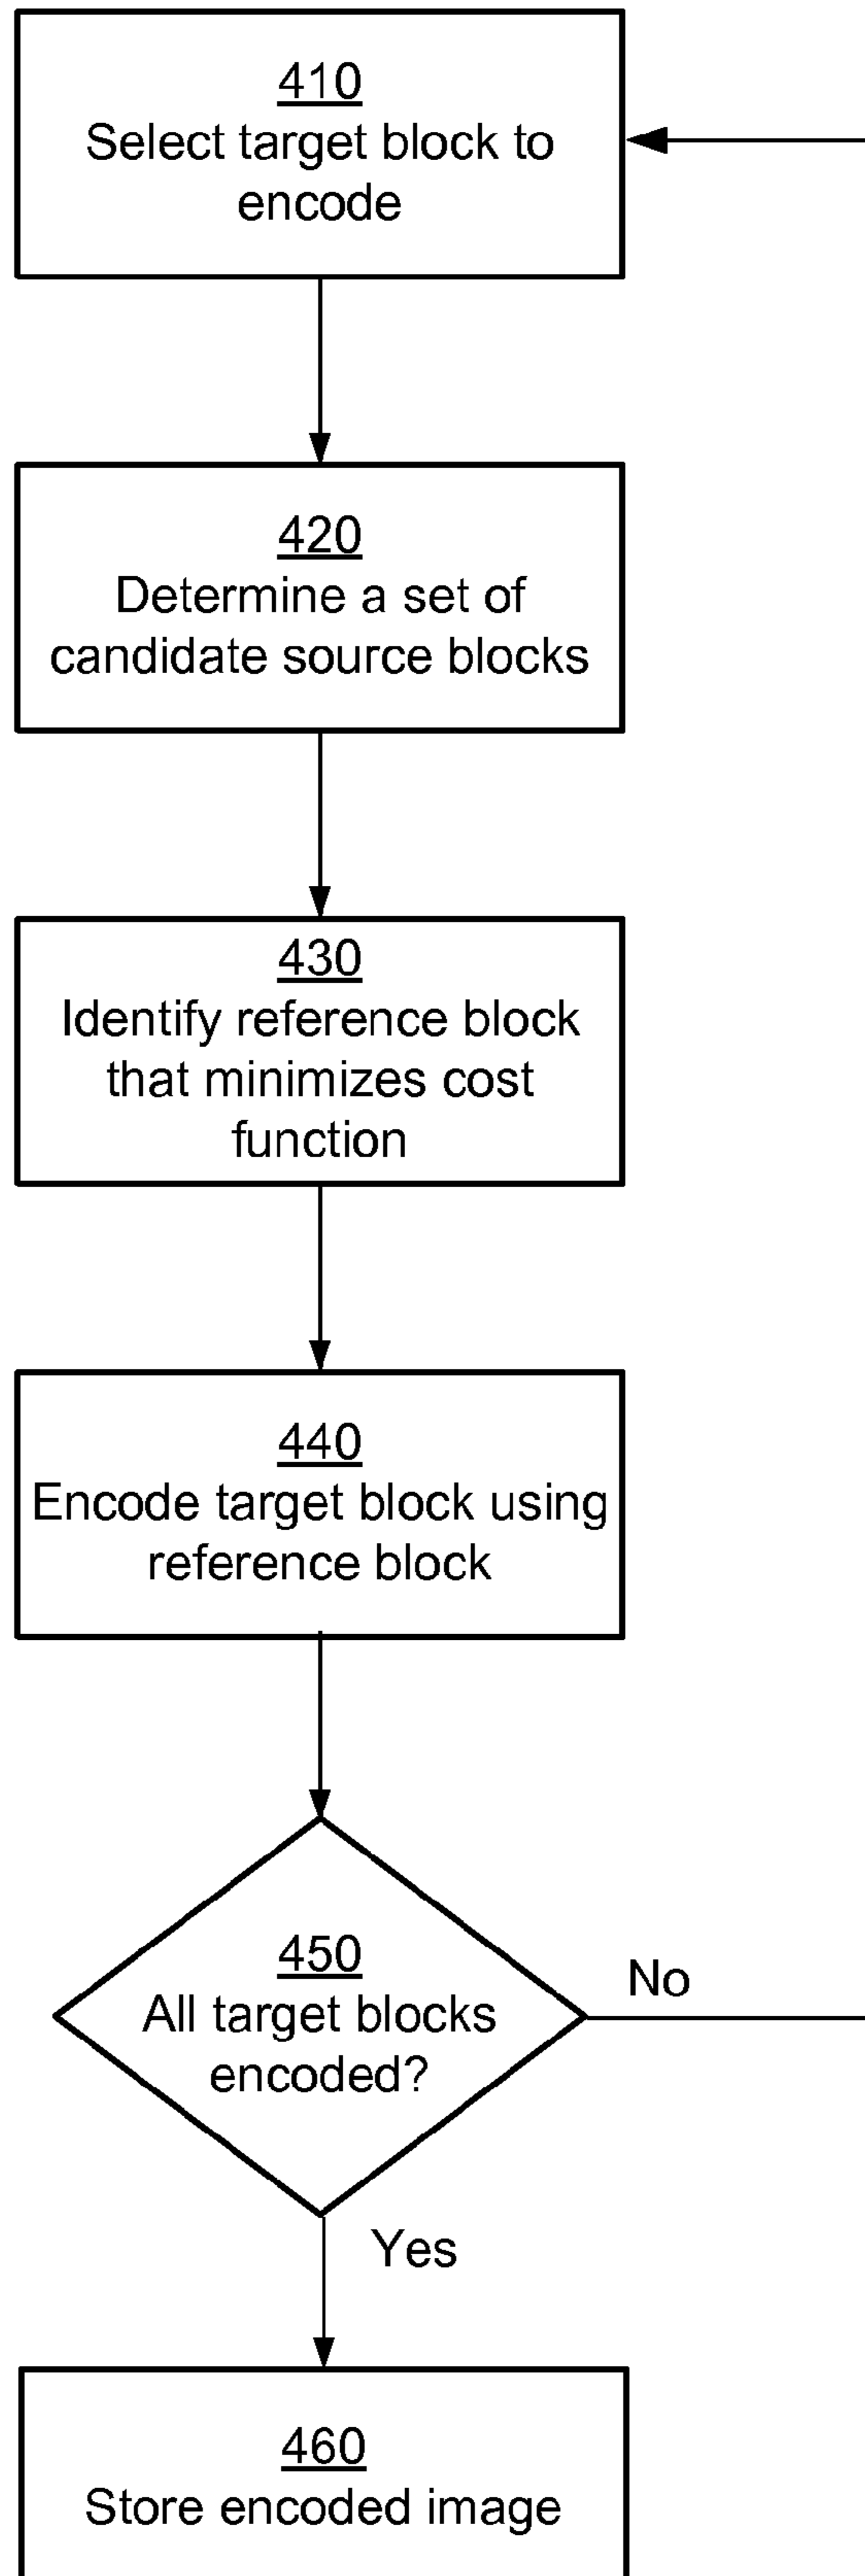 410
Select target block to
encode
420
Determine a set of
candidate source blocks
430
Identify reference block
that minimizes cost
function
440
Encode target block using
reference block
450
All target blocks
encoded?
No
Yes
460
Store encoded image